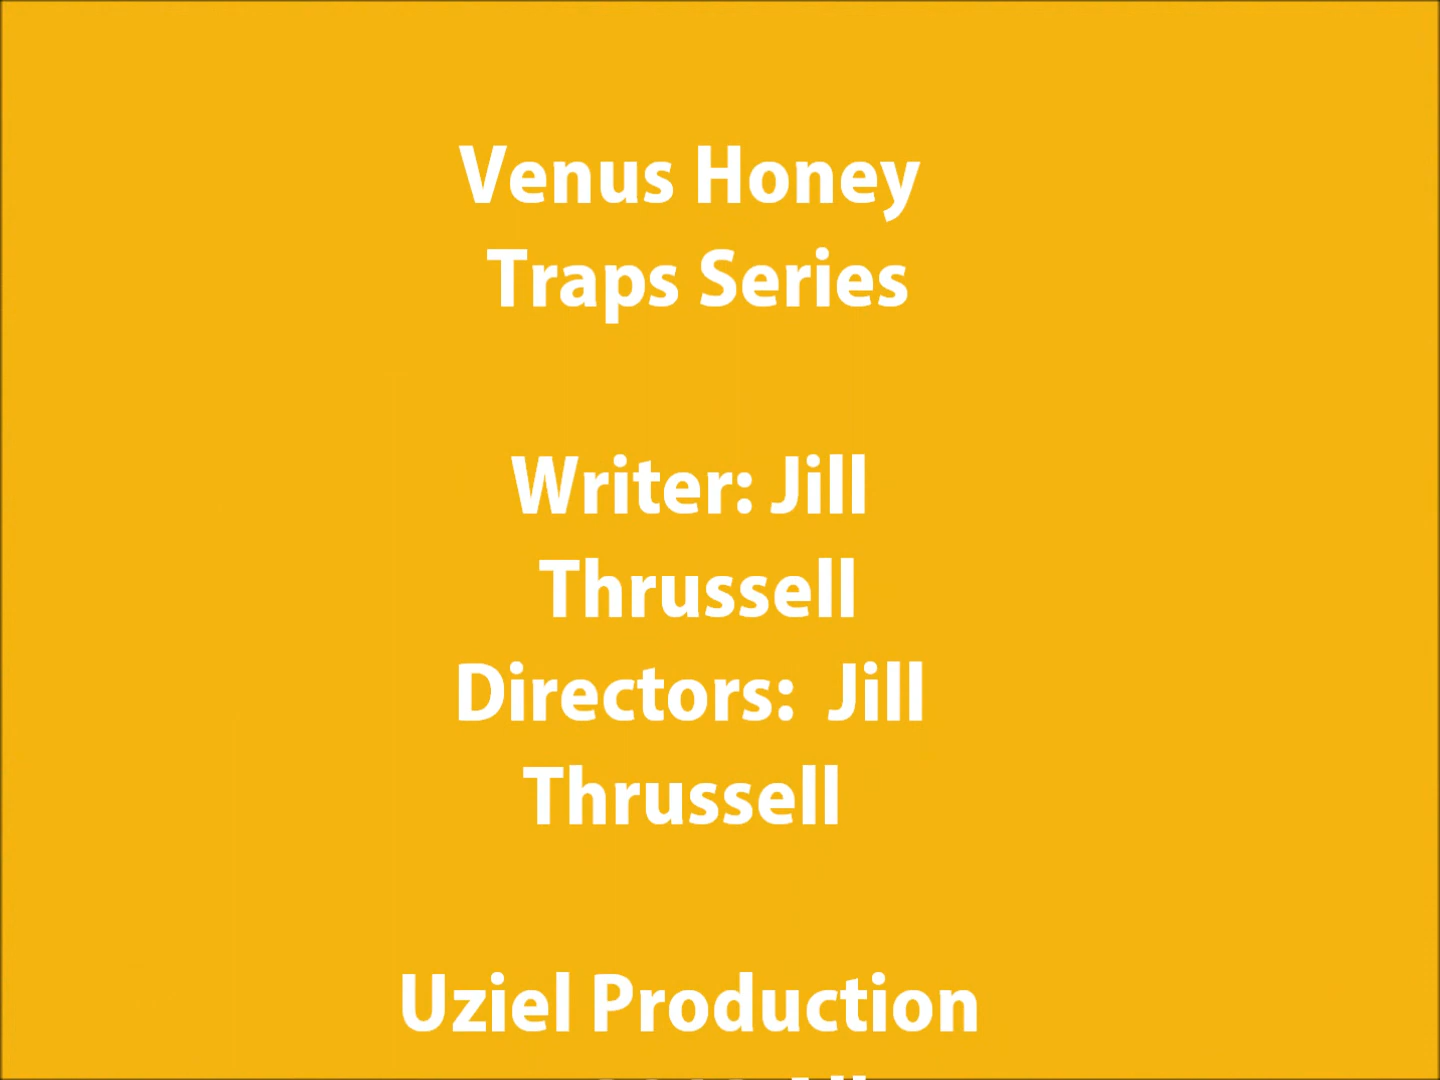 Venus Honey
Traps Series
Writer: Jill
Thrussell
Directors:  Jill
Thrussell
Uziel Production